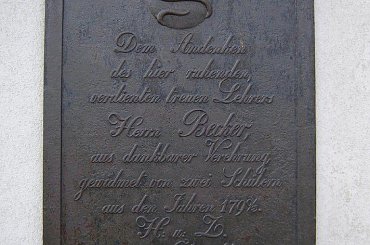 Dem Andenken
des hier ruhenden,
verdienten treuen Lehrers
Herrn Becker,
aus dankbarer Verehrung,
gewidmet von zwei Schülern
aus den Jahren
H. u. L.